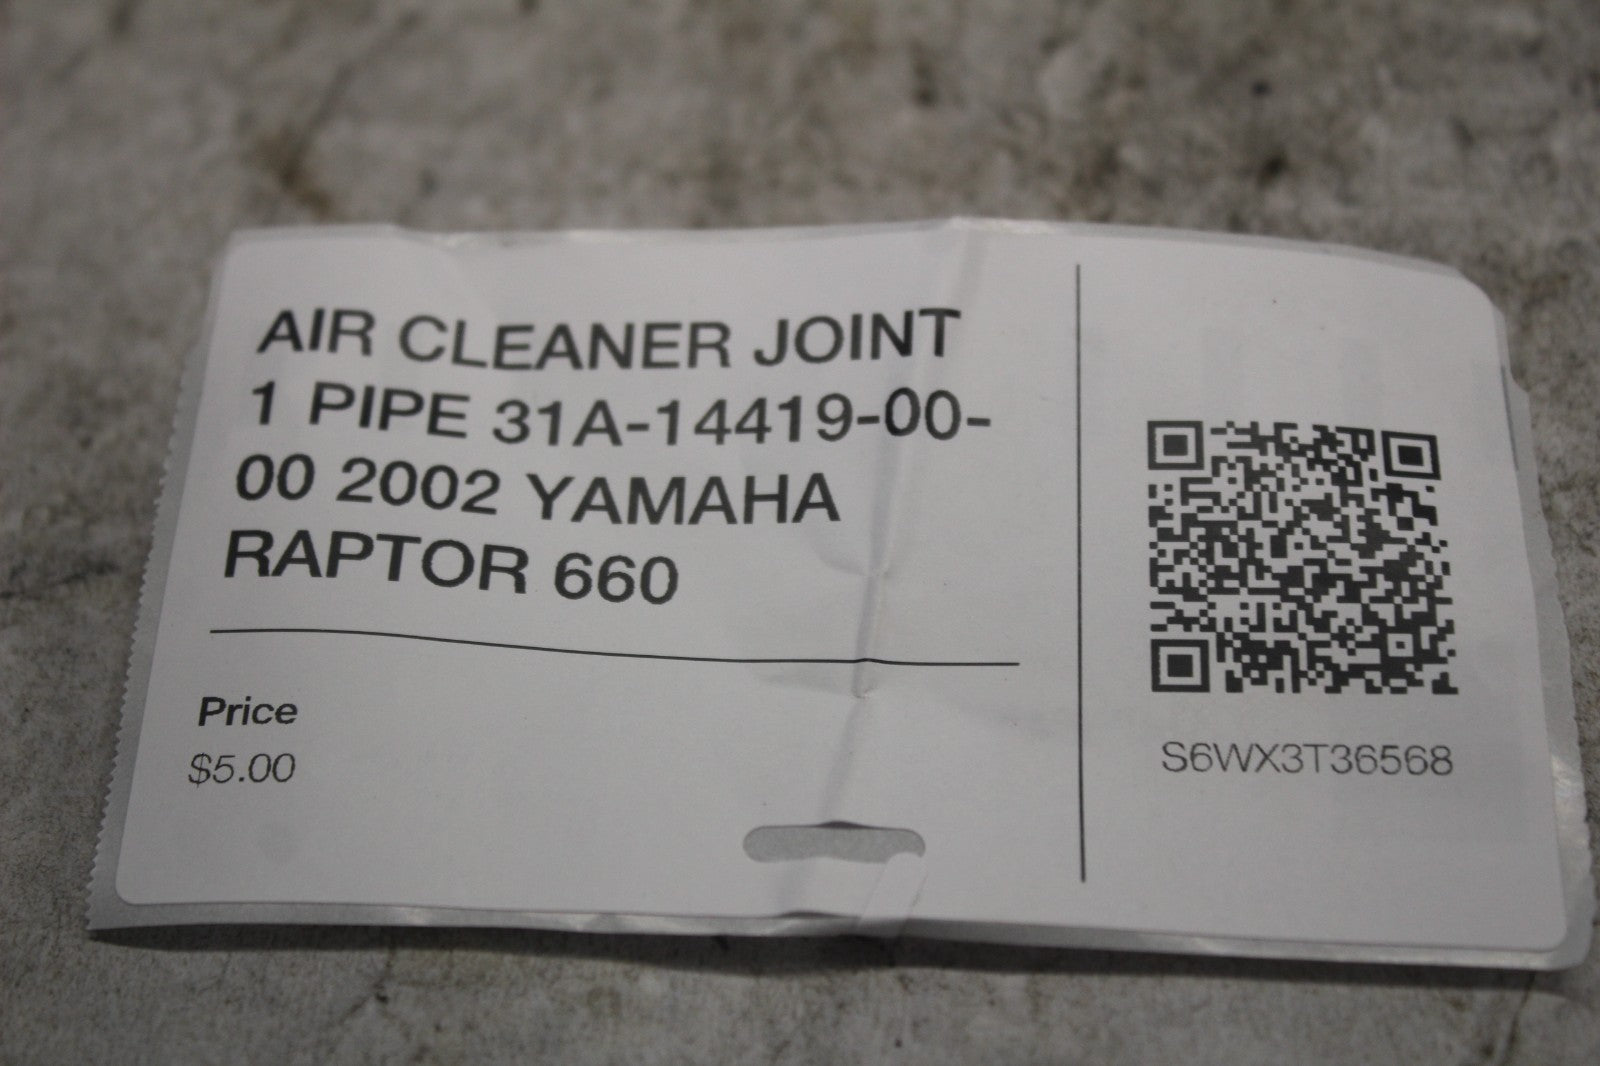 AIR CLEANER JOINT
1 PIPE 31A-14419-00-
00 2002 YAMAHA
RAPTOR 660
Price
$5.00
S6WX3T36568